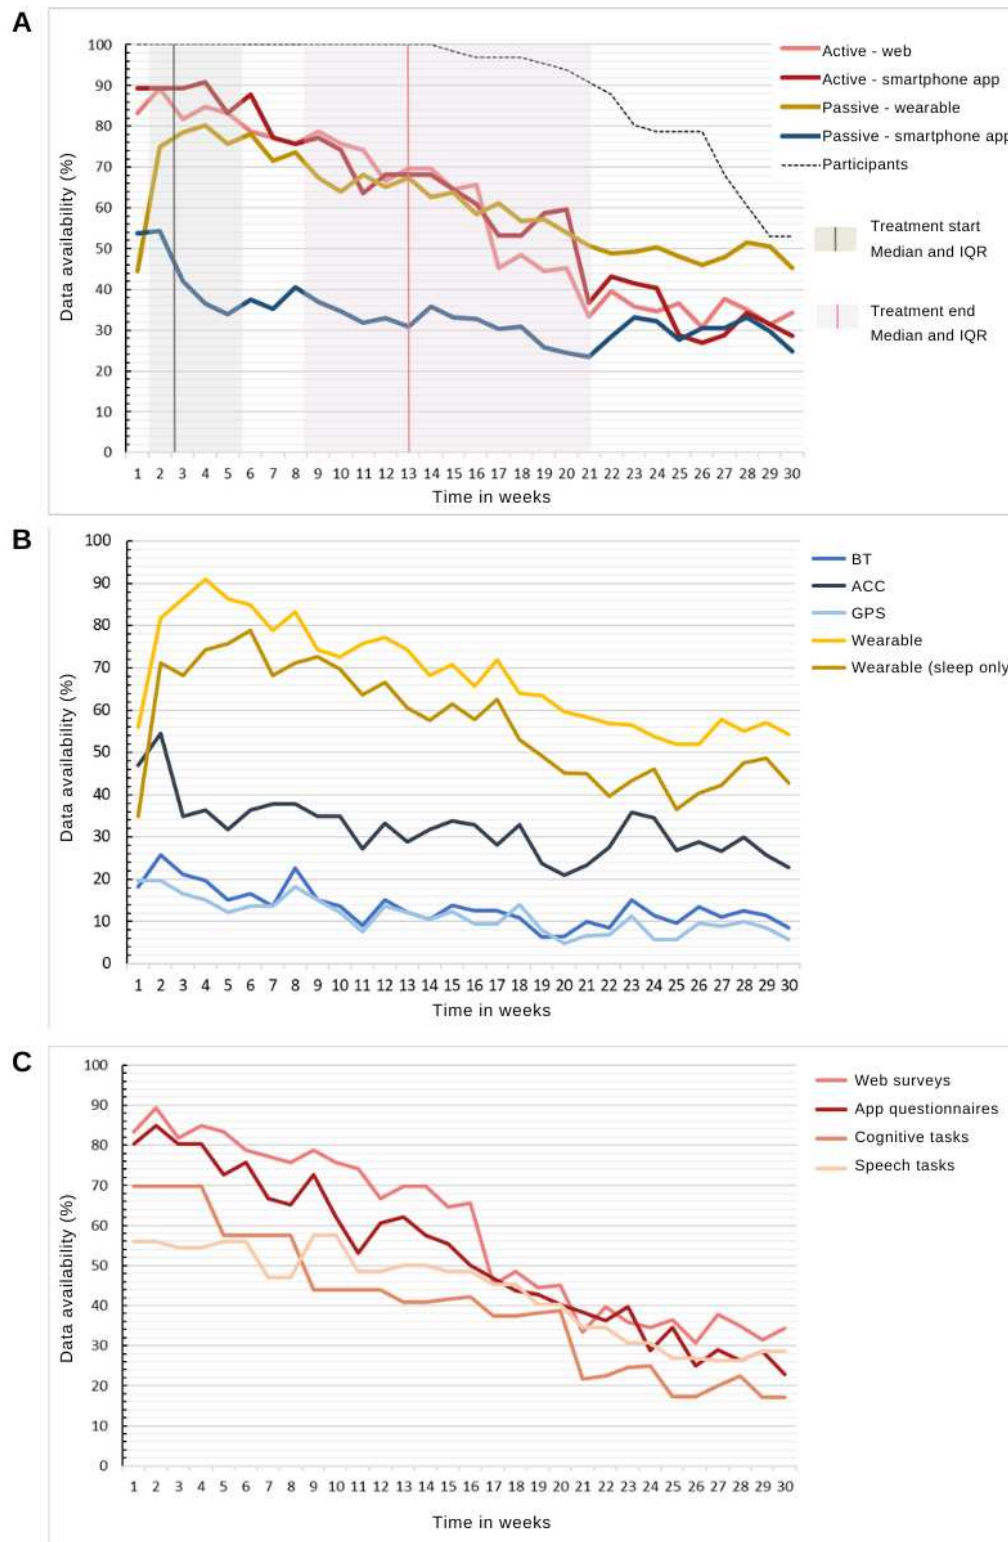 A
100
90
80
70
60
50
40
30
20
10
0
Data availability (%)
1 2 3 4 5 6 7 8 9 10 11 12 13 14 15 16 17 18 19 20 21 22 23 24 25 26 27 28 29 30
Time in weeks
Active - web
Active - smartphone app
Passive - wearable
Passive - smartphone app
Participants
Treatment start
Median and IQR
Treatment end
Median and IQR
B
100
90
80
70
60
50
40
30
20
10
0
Data availability (%)
1 2 3 4 5 6 7 8 9 10 11 12 13 14 15 16 17 18 19 20 21 22 23 24 25 26 27 28 29 30
Time in weeks
BT
ACC
GPS
Wearable
Wearable (sleep only)
C
100
90
80
70
60
50
40
30
20
10
0
Data availability (%)
1 2 3 4 5 6 7 8 9 10 11 12 13 14 15 16 17 18 19 20 21 22 23 24 25 26 27 28 29 30
Time in weeks
Web surveys
App questionnaires
Cognitive tasks
Speech tasks